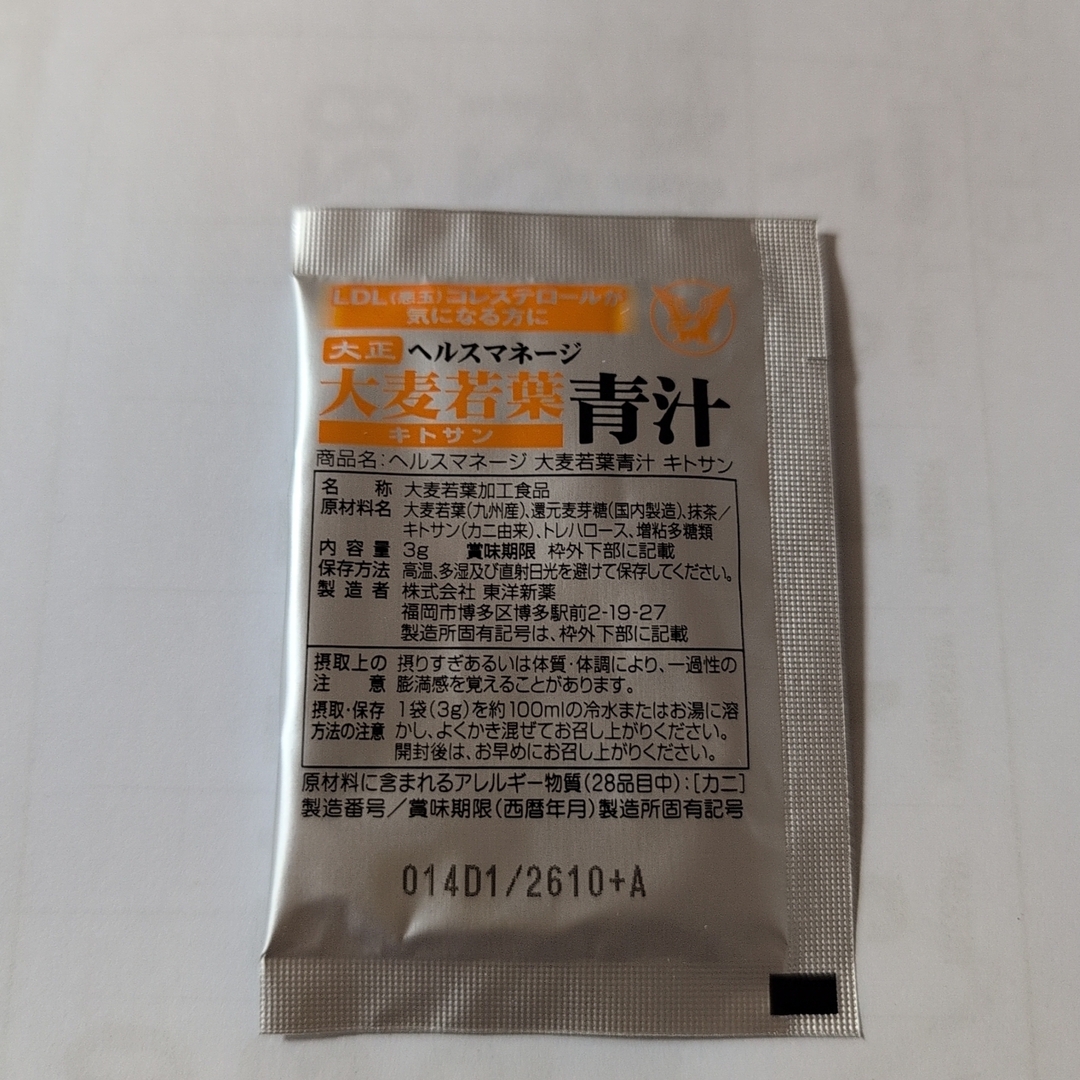 LDL(悪玉)コレステロールが
気になる方に
大正 ヘルスマネージ
大麦若葉青汁
キトサン
商品名:ヘルスマネージ 大麦若葉青汁 キトサン
名称 大麦若葉加工食品
原材料名 大麦若葉(九州産)、還元麦芽糖(国内製造)、抹茶/
キトサン(カニ由来)、トレハロース、増粘多糖類
内容量 3g 賞味期限 枠外下部に記載
保存方法 高温、多湿及び直射日光を避けて保存してください。
製造者 株式会社 東洋新薬
福岡市博多区博多駅前2-19-27
製造所固有記号は、枠外下部に記載
摂取上の 摂りすぎあるいは体質・体調により、一過性の
注意 膨満感を覚えることがあります。
摂取・保存 1袋(3g)を約100mlの冷水またはお湯に溶
方法の注意 かし、よくかき混ぜてお召し上がりください。
開封後は、お早めにお召し上がりください。
原材料に含まれるアレルギー物質(28品目中):[カニ]
製造番号/賞味期限(西暦年月)製造所固有記号
014D1/2610+A